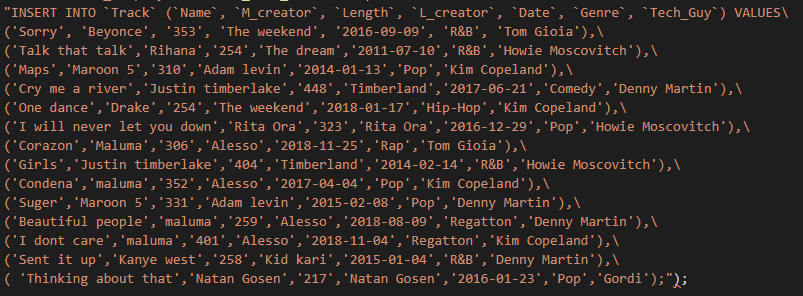 "INSERT INTO `Track` (`Name`, `M_creator`, `Length`, `L_creator`, `Date`, `Genre`, `Tech_Guy`) VALUES\
('Sorry', 'Beyonce', '353', 'The weekend', '2016-09-09', 'R&B', 'Tom Gioia'),\
('Talk that talk','Rihana','254','The dream','2011-07-10','R&B','Howie Moscovitch'),\
('Maps','Maroon 5','310','Adam levin','2014-01-13','Pop','Kim Copeland'),\
('Cry me a river','Justin timberlake','448','Timberland','2017-06-21','Comedy','Denny Martin'),\
('One dance','Drake','254','The weekend','2018-01-17','Hip-Hop','Kim Copeland'),\
('I will never let you down','Rita Ora','323','Rita Ora','2016-12-29','Pop','Howie Moscovitch'),\
('Corazon','Maluma','306','Alesso','2018-11-25','Rap','Tom Gioia'),\
('Girls','Justin timberlake','404','Timberland','2014-02-14','R&B','Howie Moscovitch'),\
('Condena','maluma','352','Alesso','2017-04-04','Pop','Kim Copeland'),\
('Suger','Maroon 5','331','Adam levin','2015-02-08','Pop','Denny Martin'),\
('Beautiful people','maluma','259','Alesso','2018-08-09','Regatton','Denny Martin'),\
('I dont care','maluma','401','Alesso','2018-11-04','Regatton','Kim Copeland'),\
('Sent it up','Kanye west','258','Kid kari','2015-01-04','R&B','Denny Martin'),\
( 'Thinking about that','Natan Gosen','217','Natan Gosen','2016-01-23','Pop','Gordi');");